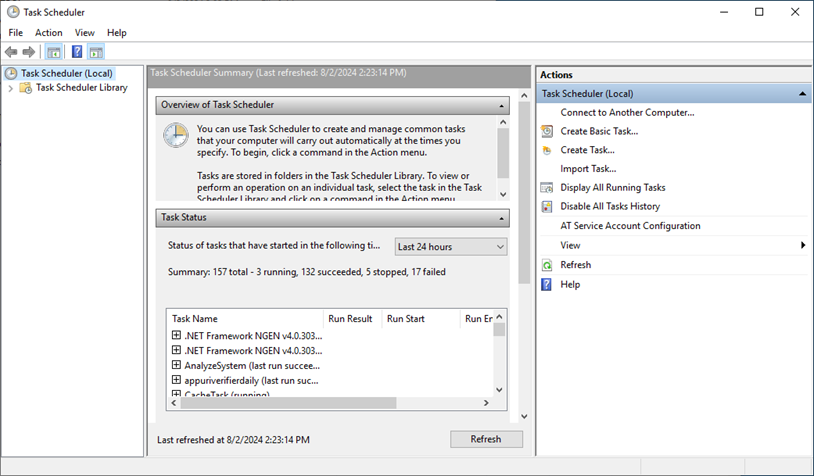 Task Scheduler
File Action View Help
Task Scheduler (Local)
Task Scheduler Library
Task Scheduler Summary (Last refreshed: 8/2/2024 2:23:14 PM)
Overview of Task Scheduler
You can use Task Scheduler to create and manage common tasks
that your computer will carry out automatically at the times you
specify. To begin, click a command in the Action menu.
Tasks are stored in folders in the Task Scheduler Library. To view or
perform an operation on an individual task, select the task in the Task
Scheduler Library and click on a command in the Action menu
Task Status
Status of tasks that have started in the following ti...
Last 24 hours
Summary: 157 total - 3 running, 132 succeeded, 5 stopped, 17 failed
Task Name Run Result Run Start Run Er
.NET Framework NGEN v4.0.303...
.NET Framework NGEN v4.0.303...
AnalyzeSystem (last run succee...
appuriverifierdaily (last run suc...
CacheTask (running)
Last refreshed at 8/2/2024 2:23:14 PM
Refresh
Actions
Task Scheduler (Local)
Connect to Another Computer...
Create Basic Task...
Create Task...
Import Task...
Display All Running Tasks
Disable All Tasks History
AT Service Account Configuration
View
Refresh
Help